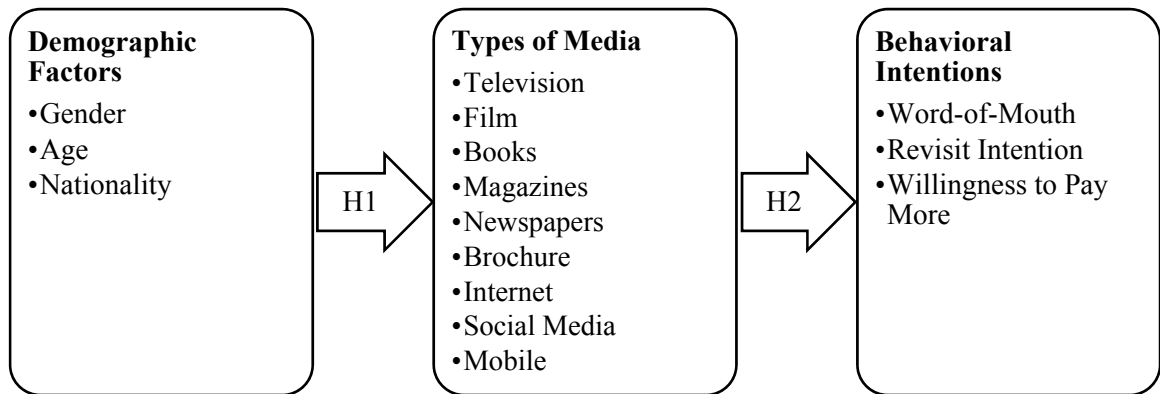 Demographic
Factors
•Gender
•Age
•Nationality
H1
Types of Media
•Television
•Film
•Books
•Magazines
•Newspapers
•Brochure
•Internet
•Social Media
•Mobile
H2
Behavioral
Intentions
•Word-of-Mouth
•Revisit Intention
•Willingness to Pay
More